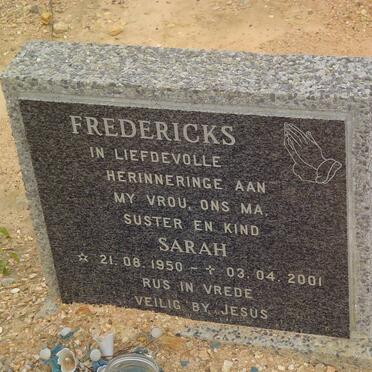 FREDERICKS
IN LIEFDEVOLLE
HERINNERINGE AAN
MY VROU, ONS MA,
SUSTER EN KIND
SARAH
☆ 21. 08. 1950 – ✝ 03. 04. 2001
RUS IN VREDE
VEILIG BY JESUS